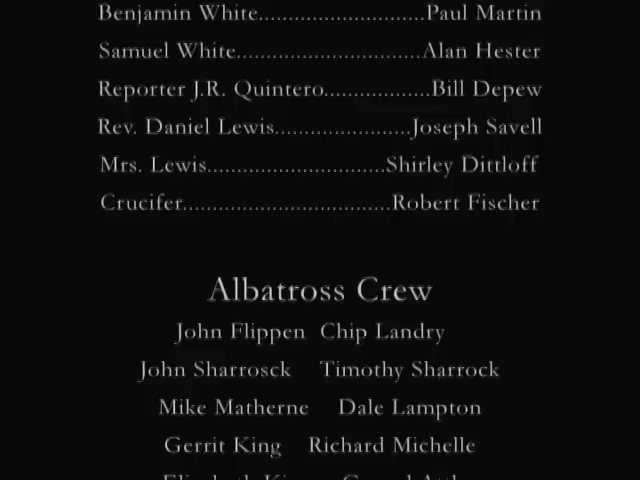 Benjamin White............................Paul Martin
Samuel White...............................Alan Hester
Reporter J.R. Quintero..................Bill Depew
Rev. Daniel Lewis.......................Joseph Savell
Mrs. Lewis..............................Shirley Dittloff
Crucifer...................................Robert Fischer
Albatross Crew
John Flippen Chip Landry
John Sharrosck Timothy Sharrock
Mike Matherne Dale Lampton
Gerrit King Richard Michelle